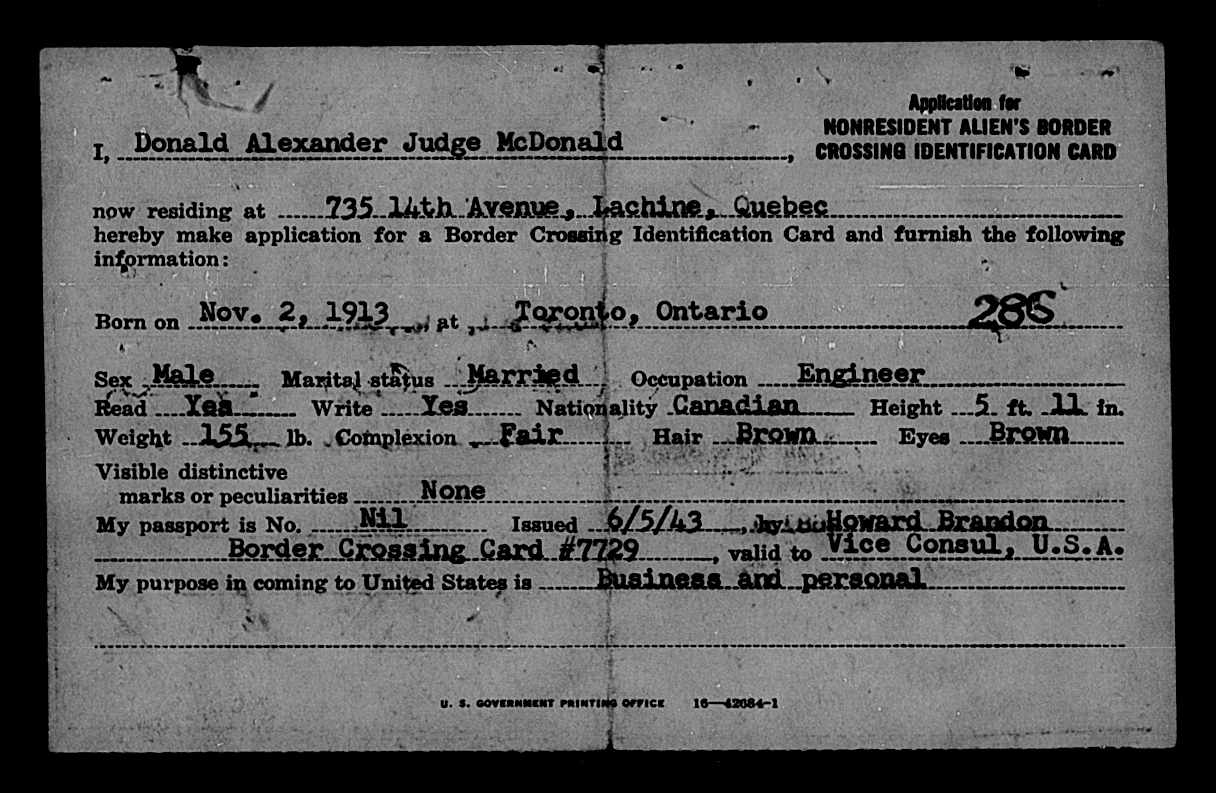 Application for
NONRESIDENT ALIEN'S BORDER
CROSSING IDENTIFICATION CARD
I, Donald Alexander Judge McDonald,
now residing at 735 14th Avenue, Lachine, Quebec
hereby make application for a Border Crossing Identification Card and furnish the following
information:
Born on Nov. 2, 1913 at Toronto, Ontario 286
Sex Male Marital status Married Occupation Engineer
Read Yes Write Yes Nationality Canadian Height 5 ft. 11 in.
Weight 155 lb. Complexion Fair Hair Brown Eyes Brown
Visible distinctive
marks or peculiarities None
My passport is No. Nil Issued 6/5/43 by Howard Brandon
Border Crossing Card #7729, valid to Vice Consul, U.S.A.
My purpose in coming to United States is Business and personal
U. S. GOVERNMENT PRINTING OFFICE 16—42684-1